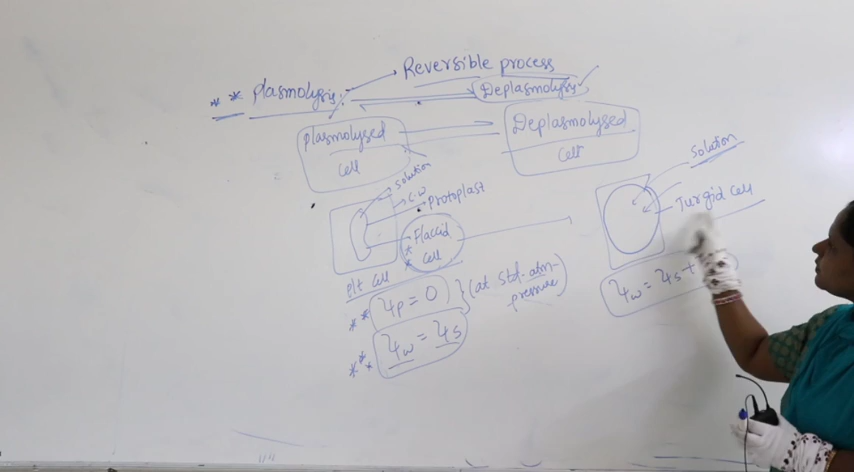 Reversible process
** Plasmolysis:-
Deplasmolysis
Plasmolysed
cell
Deplasmolysed
cell
solution
C.W
Protoplast
Flaccid
cell
**
plt cell
** Ψp = 0 } (at std-atm-
pressure)
*** Ψw = Ψs
solution
Turgid cell
Ψw = Ψs +